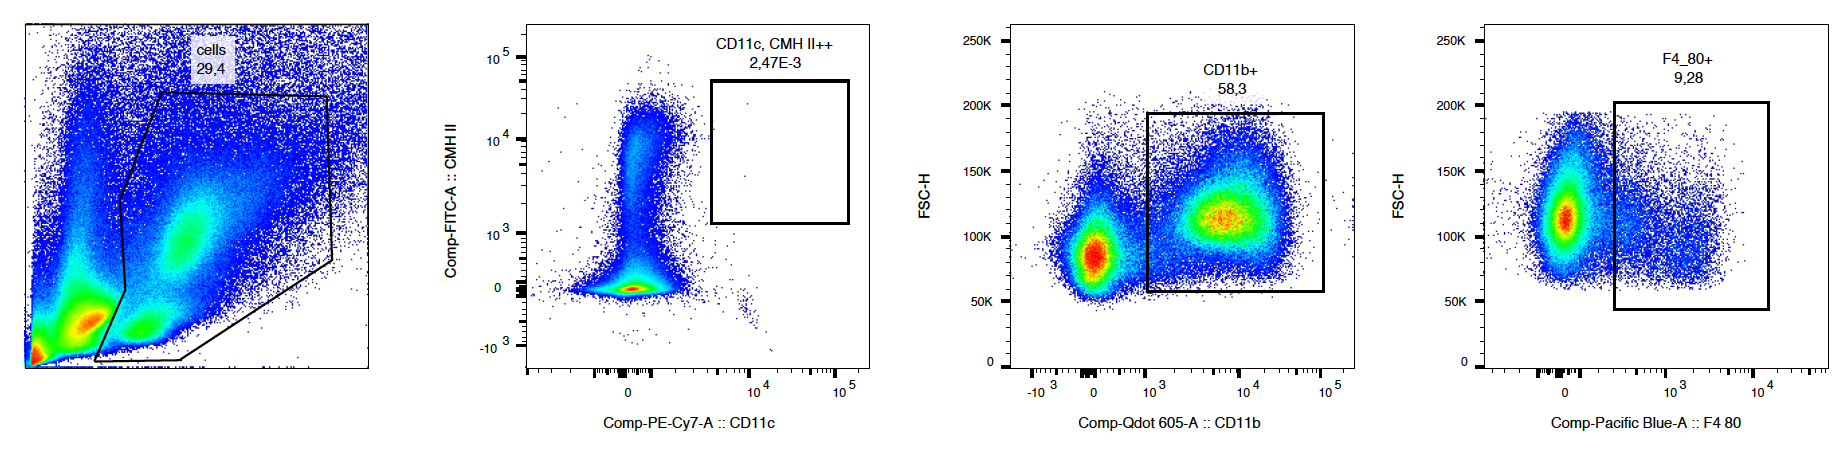 cells
29,4
10 5
10 4
10 3
0
-10 3
Comp-FITC-A :: CMH II
CD11c, CMH II++
2,47E-3
0
10 4
10 5
Comp-PE-Cy7-A :: CD11c
250K
200K
150K
100K
50K
0
FSC-H
CD11b+
58,3
-10 3
0
10 3
10 4
10 5
Comp-Qdot 605-A :: CD11b
250K
200K
150K
100K
50K
0
FSC-H
F4_80+
9,28
0
10 3
10 4
Comp-Pacific Blue-A :: F4 80